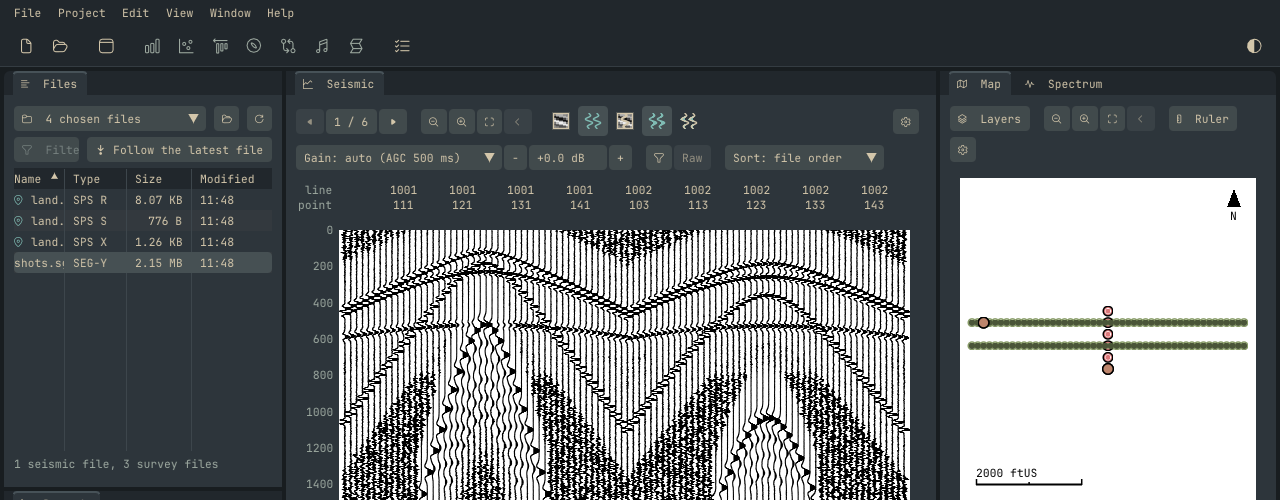 File Project Edit View Window Help
Files
Seismic
Map
Spectrum
4 chosen files
1 / 6
Layers
Ruler
Filte
Follow the latest file
Gain: auto (AGC 500 ms)
-
+0.0 dB
+
Raw
Sort: file order
Name Type Size Modified
land. SPS R 8.07 KB 11:48
land. SPS S 776 B 11:48
land. SPS X 1.26 KB 11:48
shots.s SEG-Y 2.15 MB 11:48
1 seismic file, 3 survey files
line 1001 1001 1001 1001 1002 1002 1002 1002 1002
point 111 121 131 141 103 113 123 133 143
0
200
400
600
800
1000
1200
1400
N
2000 ftUS